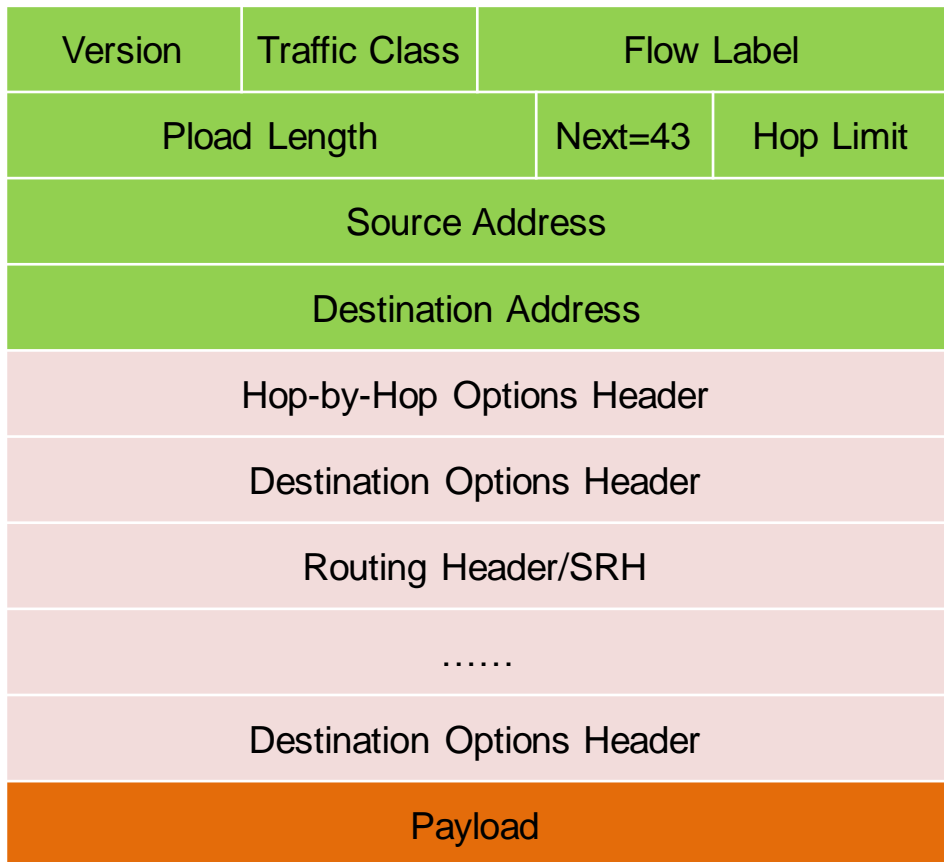 Version Traffic Class Flow Label
Pload Length Next=43 Hop Limit
Source Address
Destination Address
Hop-by-Hop Options Header
Destination Options Header
Routing Header/SRH
......
Destination Options Header
Payload